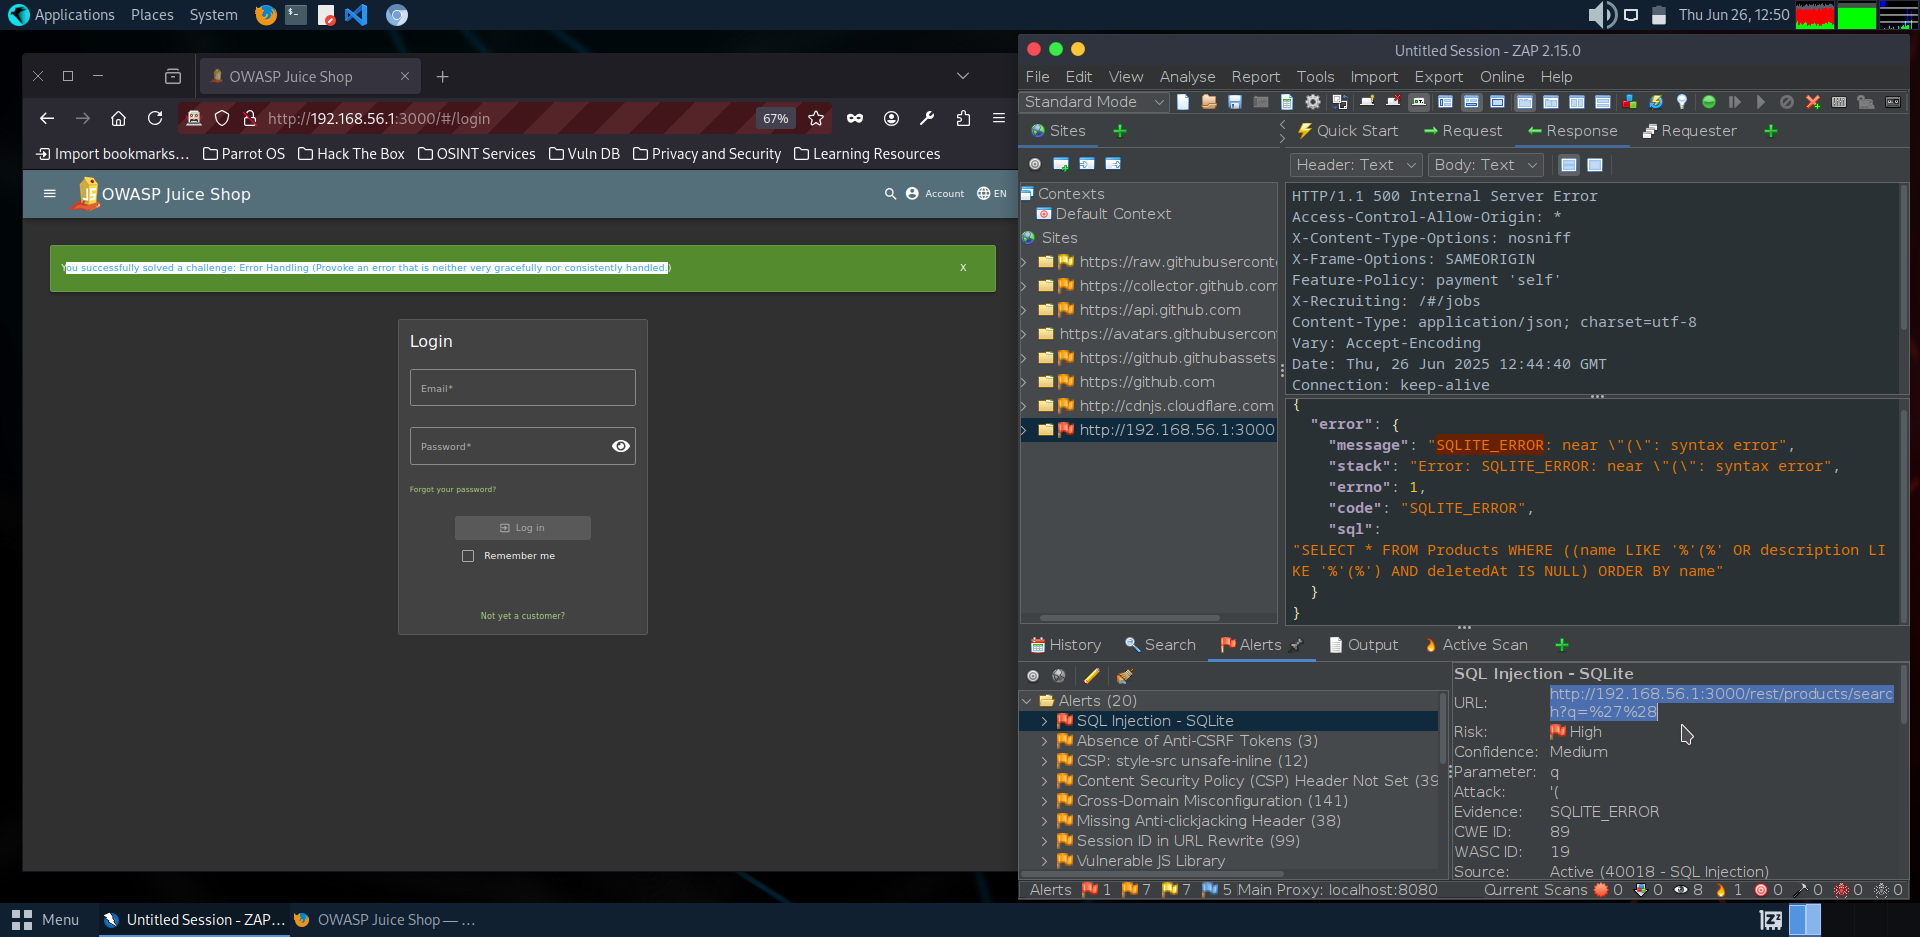 Applications Places System
Thu Jun 26, 12:50
OWASP Juice Shop
http://192.168.56.1:3000/#/login 67%
Import bookmarks... Parrot OS Hack The Box OSINT Services Vuln DB Privacy and Security Learning Resources
OWASP Juice Shop Account EN
You successfully solved a challenge: Error Handling (Provoke an error that is neither very gracefully nor consistently handled.) X
Login
Email*
Password*
Forgot your password?
Log in
Remember me
Not yet a customer?
Untitled Session - ZAP 2.15.0
File Edit View Analyse Report Tools Import Export Online Help
Standard Mode
Sites
Quick Start Request Response Requester
Header: Text Body: Text
Contexts
Default Context
Sites
https://raw.githubusercont
https://collector.github.com
https://api.github.com
https://avatars.githubusercon
https://github.githubassets
https://github.com
http://cdnjs.cloudflare.com
http://192.168.56.1:3000
HTTP/1.1 500 Internal Server Error
Access-Control-Allow-Origin: *
X-Content-Type-Options: nosniff
X-Frame-Options: SAMEORIGIN
Feature-Policy: payment 'self'
X-Recruiting: /#/jobs
Content-Type: application/json; charset=utf-8
Vary: Accept-Encoding
Date: Thu, 26 Jun 2025 12:44:40 GMT
Connection: keep-alive
{
"error": {
"message": "SQLITE_ERROR: near \"(\": syntax error",
"stack": "Error: SQLITE_ERROR: near \"(\": syntax error",
"errno": 1,
"code": "SQLITE_ERROR",
"sql":
"SELECT * FROM Products WHERE ((name LIKE '%'(%' OR description LI
KE '%'(%') AND deletedAt IS NULL) ORDER BY name"
}
}
History Search Alerts Output Active Scan
Alerts (20)
SQL Injection - SQLite
Absence of Anti-CSRF Tokens (3)
CSP: style-src unsafe-inline (12)
Content Security Policy (CSP) Header Not Set (39
Cross-Domain Misconfiguration (141)
Missing Anti-clickjacking Header (38)
Session ID in URL Rewrite (99)
Vulnerable JS Library
SQL Injection - SQLite
URL: http://192.168.56.1:3000/rest/products/searc
h?q=%27%28
Risk: High
Confidence: Medium
Parameter: q
Attack: '(
Evidence: SQLITE_ERROR
CWE ID: 89
WASC ID: 19
Source: Active (40018 - SQL Injection)
Alerts 1 7 7 5 Main Proxy: localhost:8080 Current Scans 0 0 8 1 0 0 0 0
Menu Untitled Session - ZAP... OWASP Juice Shop — ...